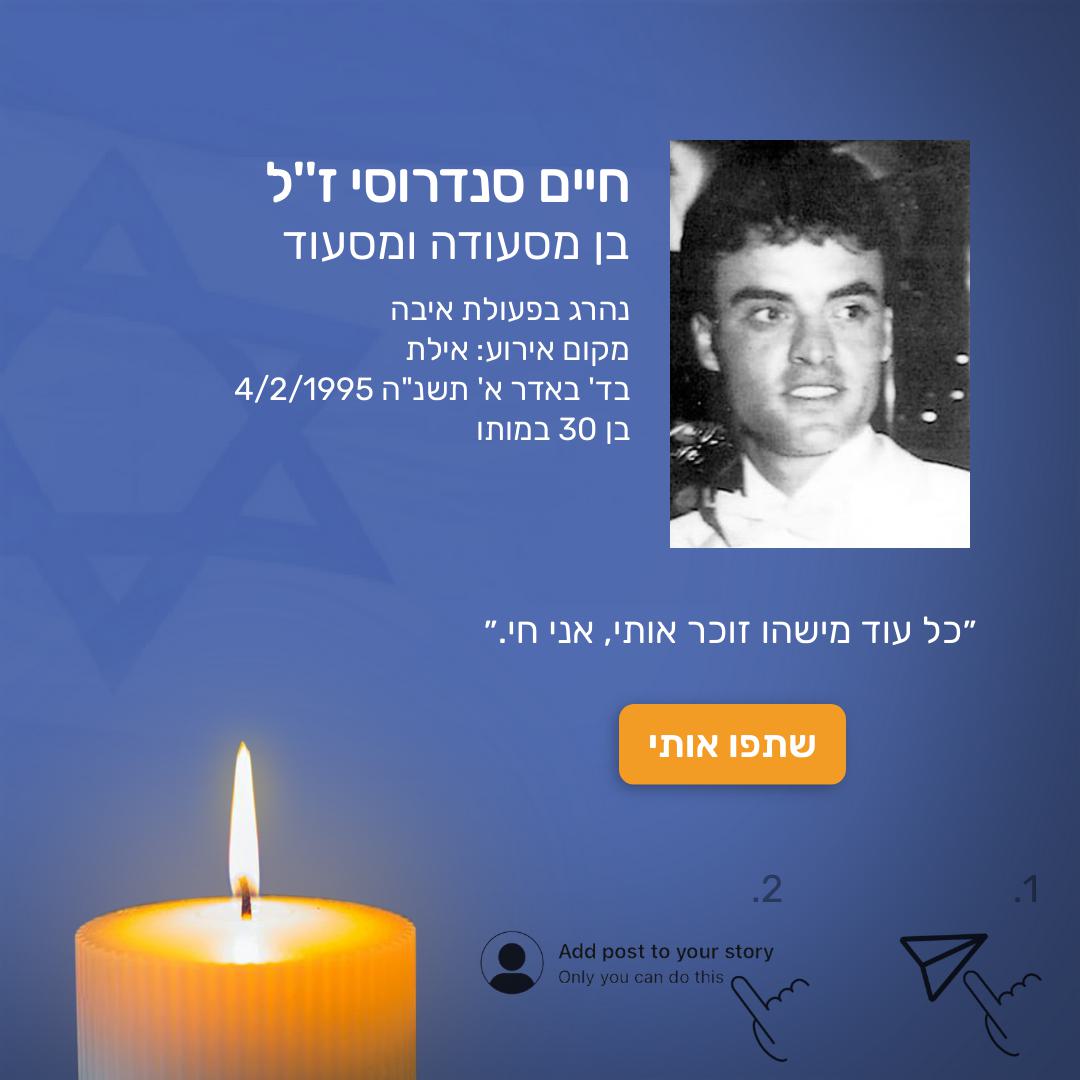 חיים סנדרוסי ז"ל
בן מסעודה ומסעוד
נהרג בפעולת איבה
מקום אירוע: אילת
בד' באדר א' תשנ"ה 4/2/1995
בן 30 במותו
״כל עוד מישהו זוכר אותי, אני חי.״
שתפו אותי
1.
2.
Add post to your story
Only you can do this